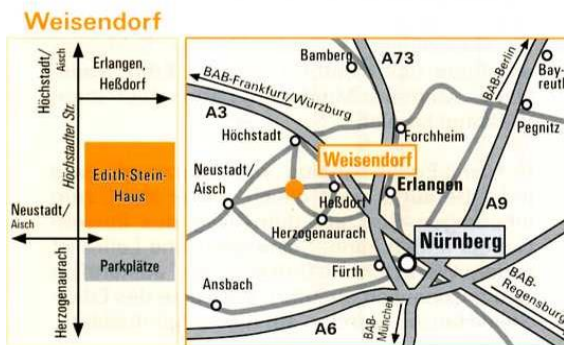 Weisendorf
Höchstadt/
Aisch
Erlangen,
Heßdorf
Höchstadter Str.
Edith-Stein-
Haus
Neustadt/
Aisch
Parkplätze
Herzogenaurach
Bamberg
A73
BAB-Berlin
Bay-
reuth
BAB-Frankfurt/Würzburg
A3
Höchstadt
Forchheim
Pegnitz
Weisendorf
Neustadt/
Aisch
Heßdorf
Erlangen
A9
Herzogenaurach
Nürnberg
Fürth
Ansbach
BAB-
Regensburg
A6
BAB-
München